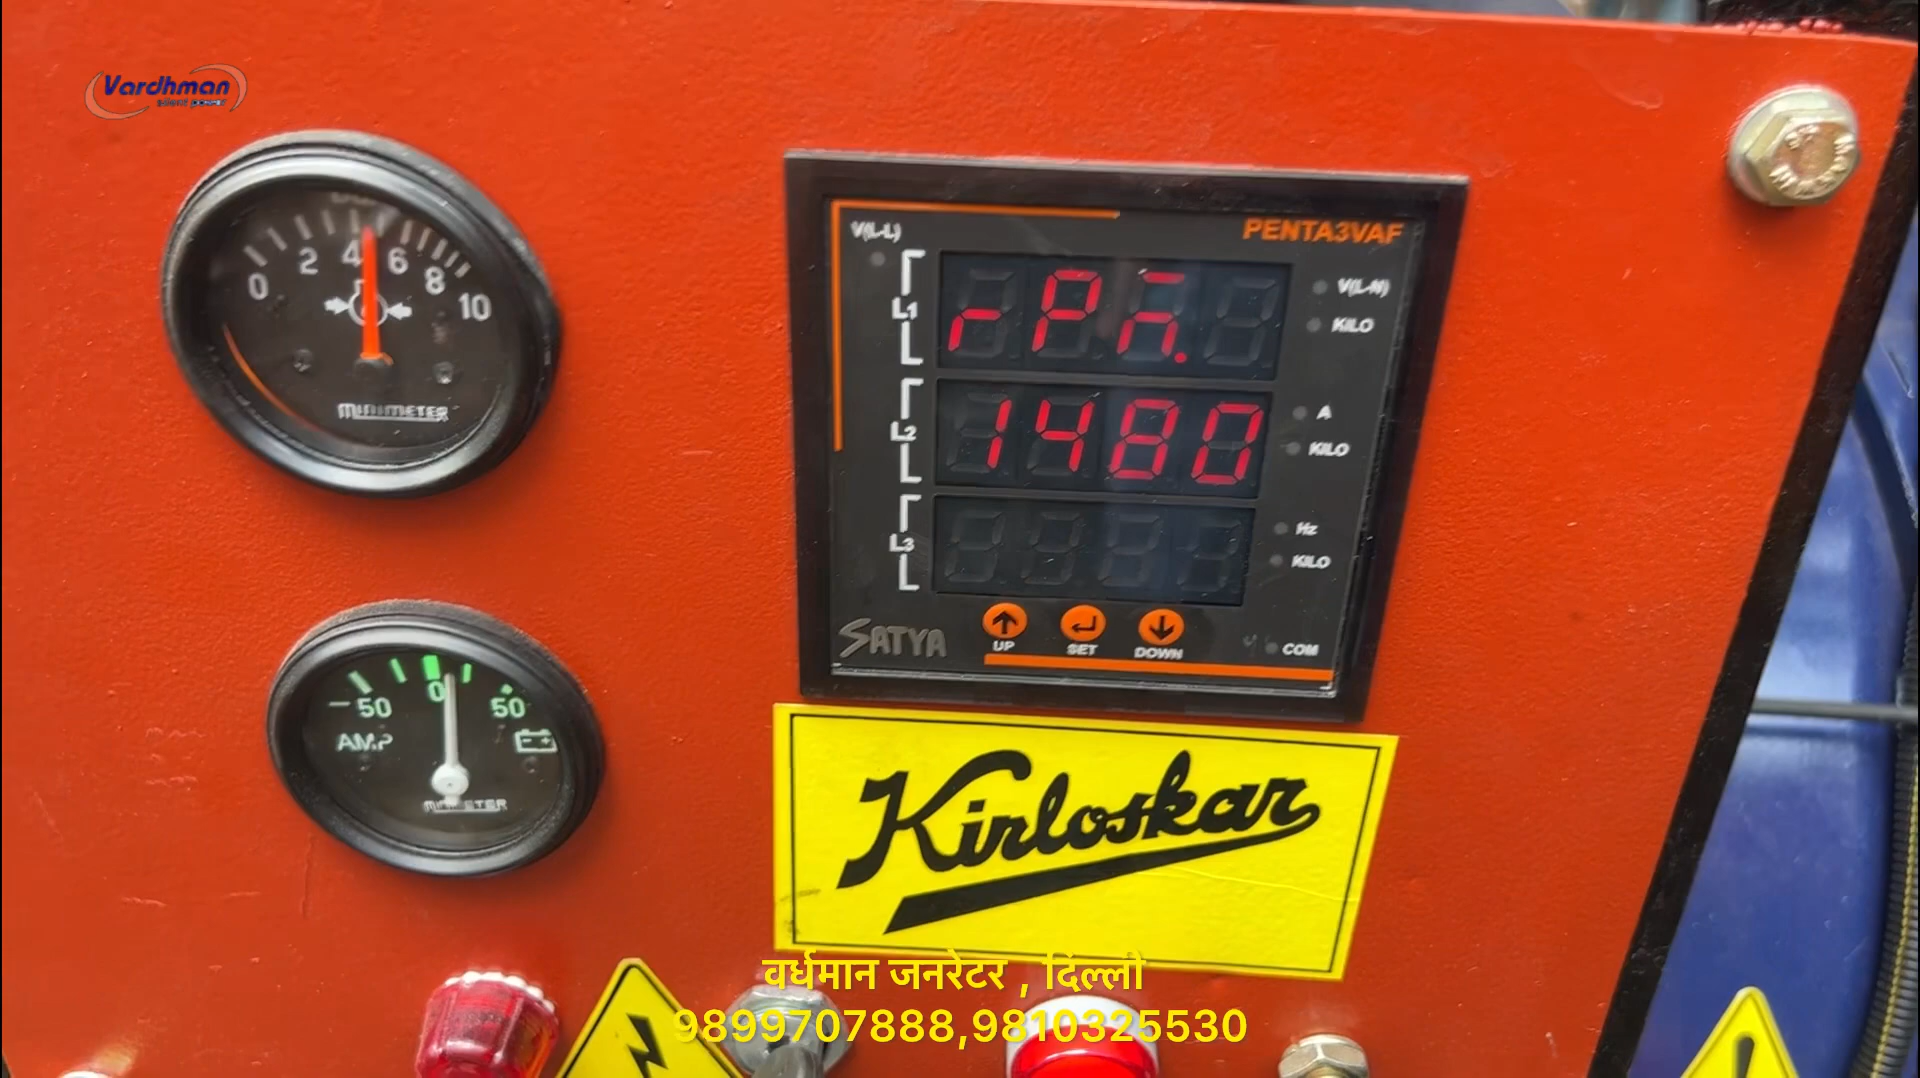 Vardhman
0 2 4 6 8 10
MINIMETER
V(L-L)
PENTA3VAF
L1
rPm.
V(L-N)
KILO
L2
1480
A
KILO
L3
Hz
KILO
SATYA
UP
SET
DOWN
COM
-50 0 50
AMP
- +
MINIMETER
Kirloskar
वर्धमान जनरेटर , दिल्ली
9899707888,9810325530